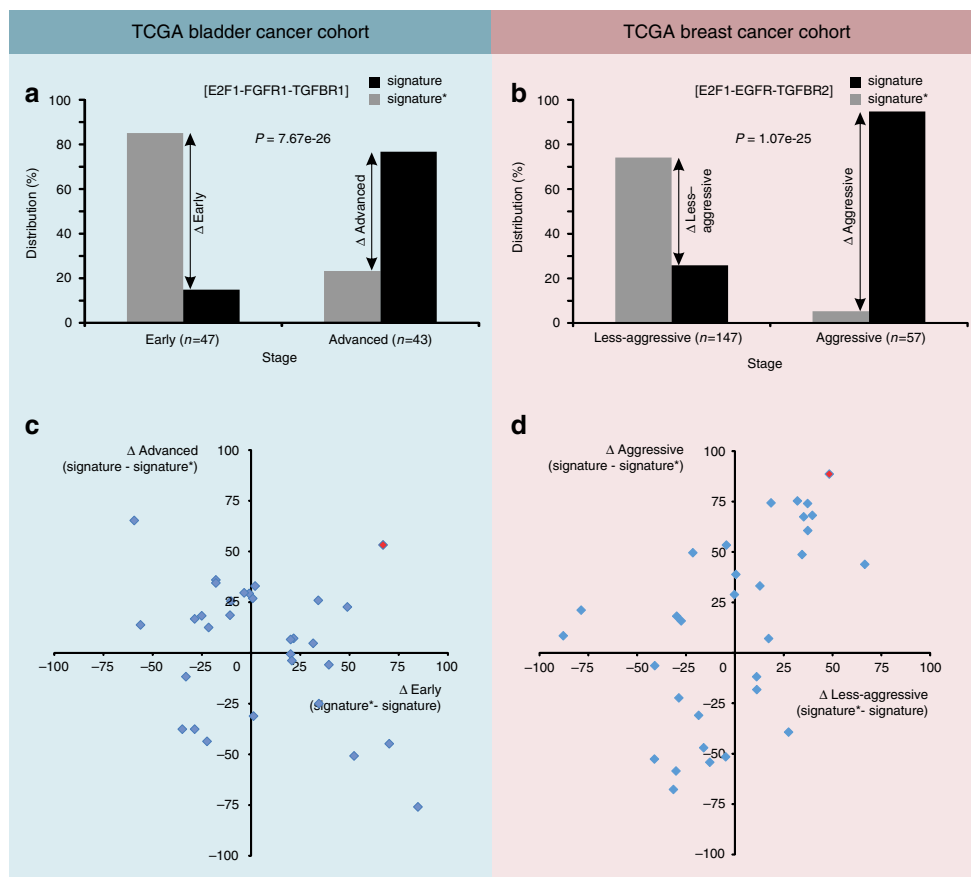 TCGA bladder cancer cohort
TCGA breast cancer cohort
a
[E2F1-FGFR1-TGFBR1]
signature
signature*
P = 7.67e-26
Distribution (%)
100
80
60
40
20
0
Δ Early
Δ Advanced
Early (n=47)
Advanced (n=43)
Stage
b
[E2F1-EGFR-TGFBR2]
signature
signature*
P = 1.07e-25
Distribution (%)
100
80
60
40
20
0
Δ Less–
aggressive
Δ Aggressive
Less-aggressive (n=147)
Aggressive (n=57)
Stage
c
Δ Advanced
(signature - signature*)
100
75
50
25
−100
−75
−50
−25
0
25
50
75
100
Δ Early
(signature*- signature)
−25
−50
−75
−100
d
Δ Aggressive
(signature - signature*)
100
75
50
25
−100
−75
−50
−25
0
25
50
75
100
Δ Less-aggressive
(signature*- signature)
−25
−50
−75
−100